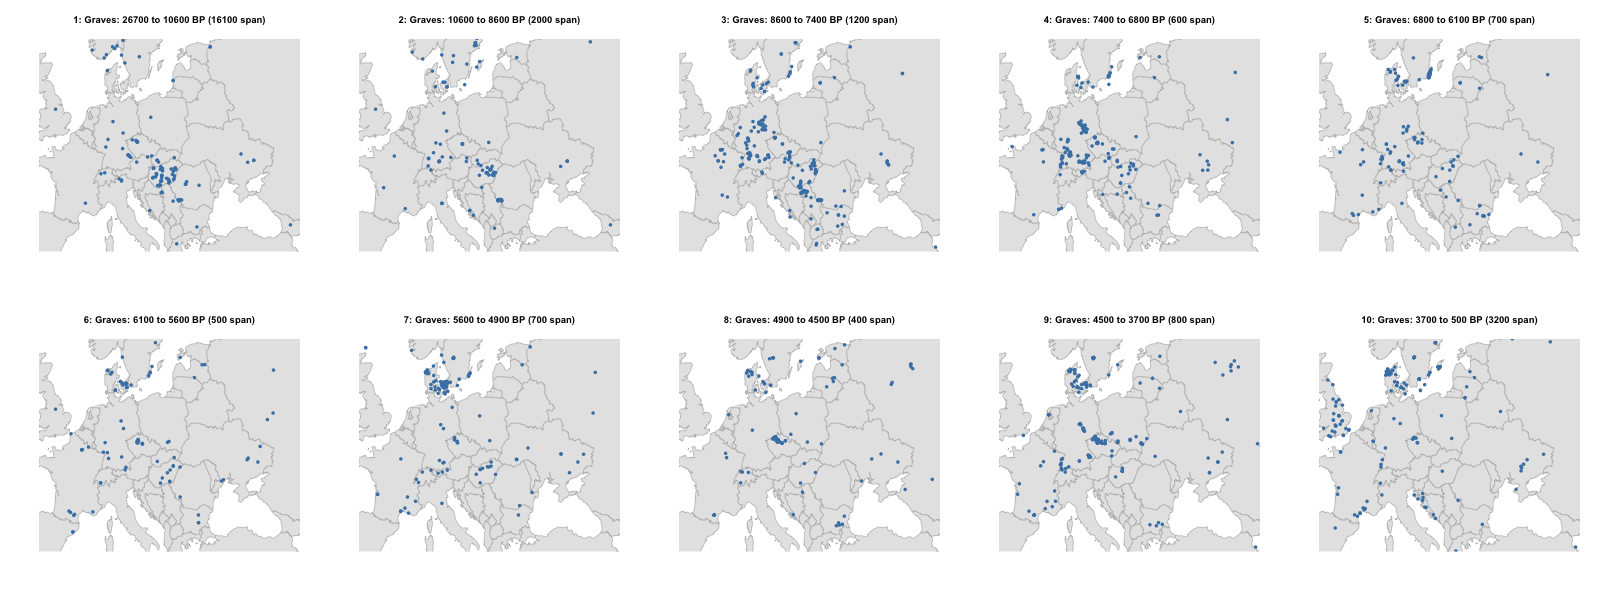 1: Graves: 26700 to 10600 BP (16100 span)
2: Graves: 10600 to 8600 BP (2000 span)
3: Graves: 8600 to 7400 BP (1200 span)
4: Graves: 7400 to 6800 BP (600 span)
5: Graves: 6800 to 6100 BP (700 span)
6: Graves: 6100 to 5600 BP (500 span)
7: Graves: 5600 to 4900 BP (700 span)
8: Graves: 4900 to 4500 BP (400 span)
9: Graves: 4500 to 3700 BP (800 span)
10: Graves: 3700 to 500 BP (3200 span)